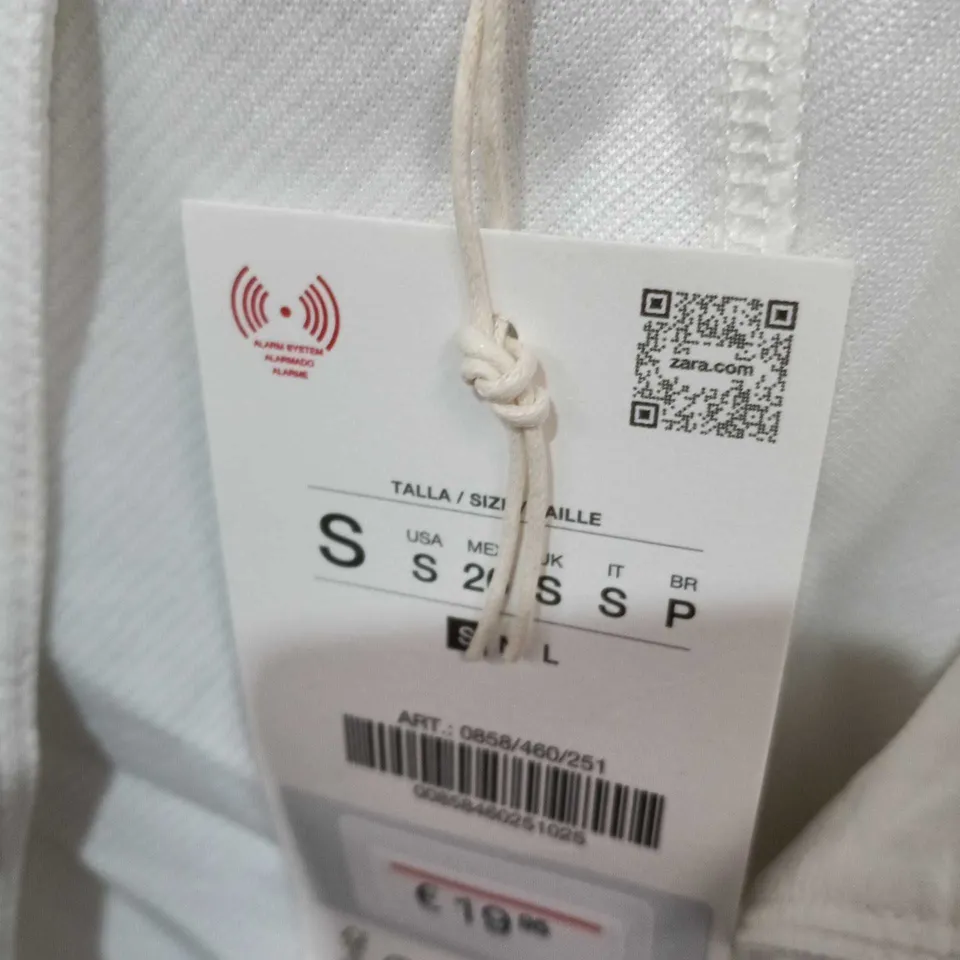 ALARM SYSTEM
ALARMADO
ALARME
zara.com
TALLA / SIZE / TAILLE
USA MEX UK IT BR
S S S S P
S L
ART.: 0858/460/251
00858460251025
€ 19